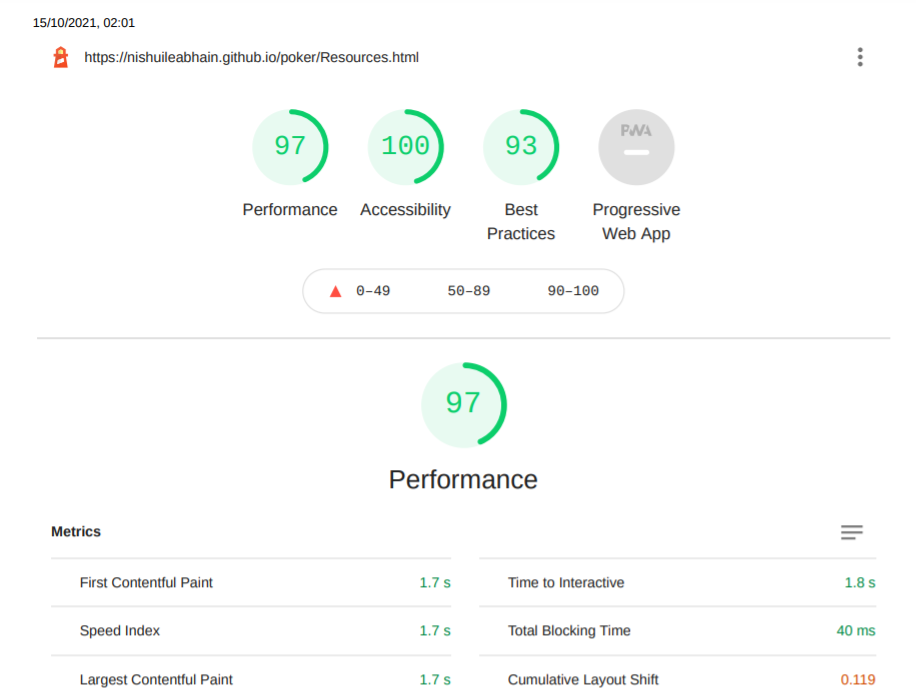 15/10/2021, 02:01
https://nishuileabhain.github.io/poker/Resources.html
97 100 93 PWA
Performance Accessibility Best Practices Progressive Web App
0–49 50–89 90–100
97
Performance
Metrics
First Contentful Paint 1.7 s
Time to Interactive 1.8 s
Speed Index 1.7 s
Total Blocking Time 40 ms
Largest Contentful Paint 1.7 s
Cumulative Layout Shift 0.119